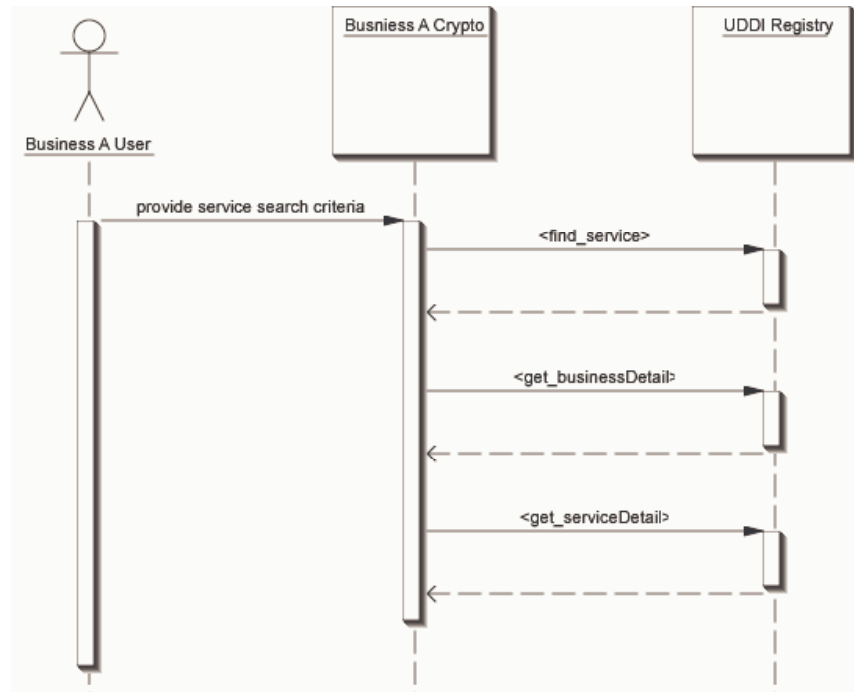 Busniess A Crypto
UDDI Registry
Business A User
provide service search criteria
<find_service>
<get_businessDetail>
<get_serviceDetail>